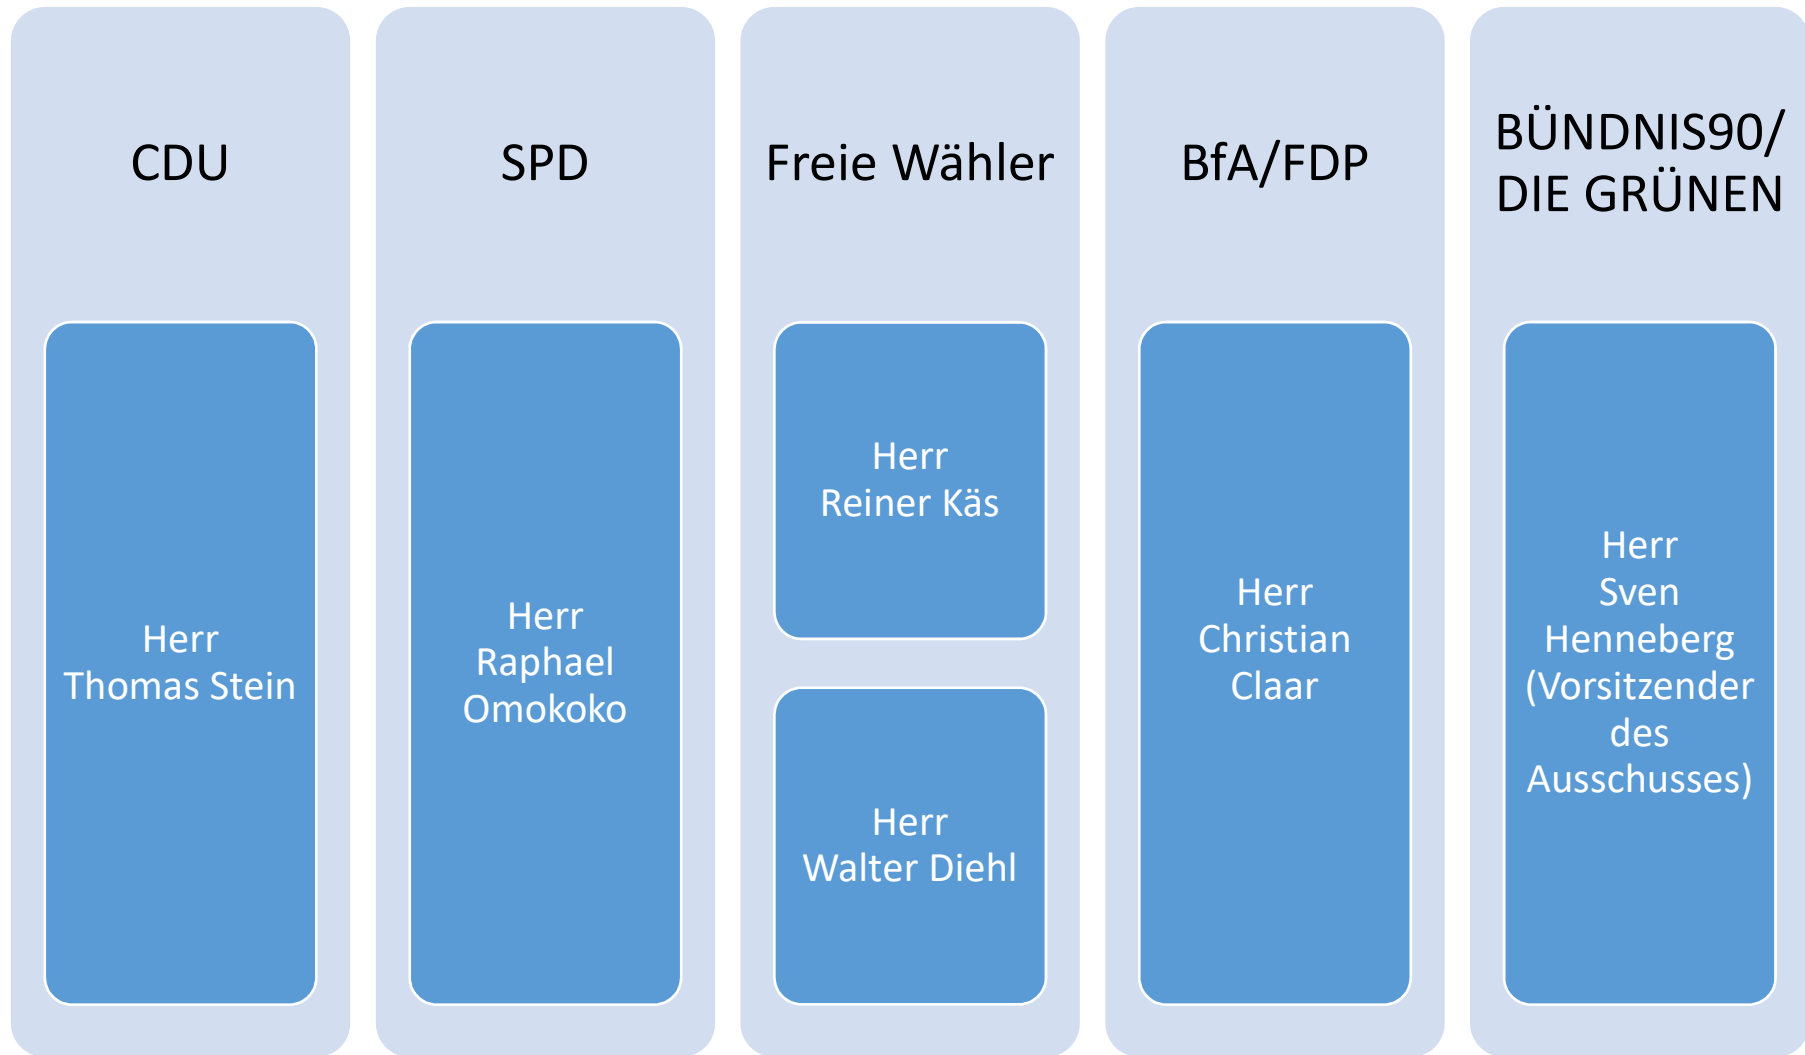 CDU
Herr
Thomas Stein
SPD
Herr
Raphael
Omokoko
Freie Wähler
Herr
Reiner Käs
Herr
Walter Diehl
BfA/FDP
Herr
Christian
Claar
BÜNDNIS90/
DIE GRÜNEN
Herr
Sven
Henneberg
(Vorsitzender
des
Ausschusses)